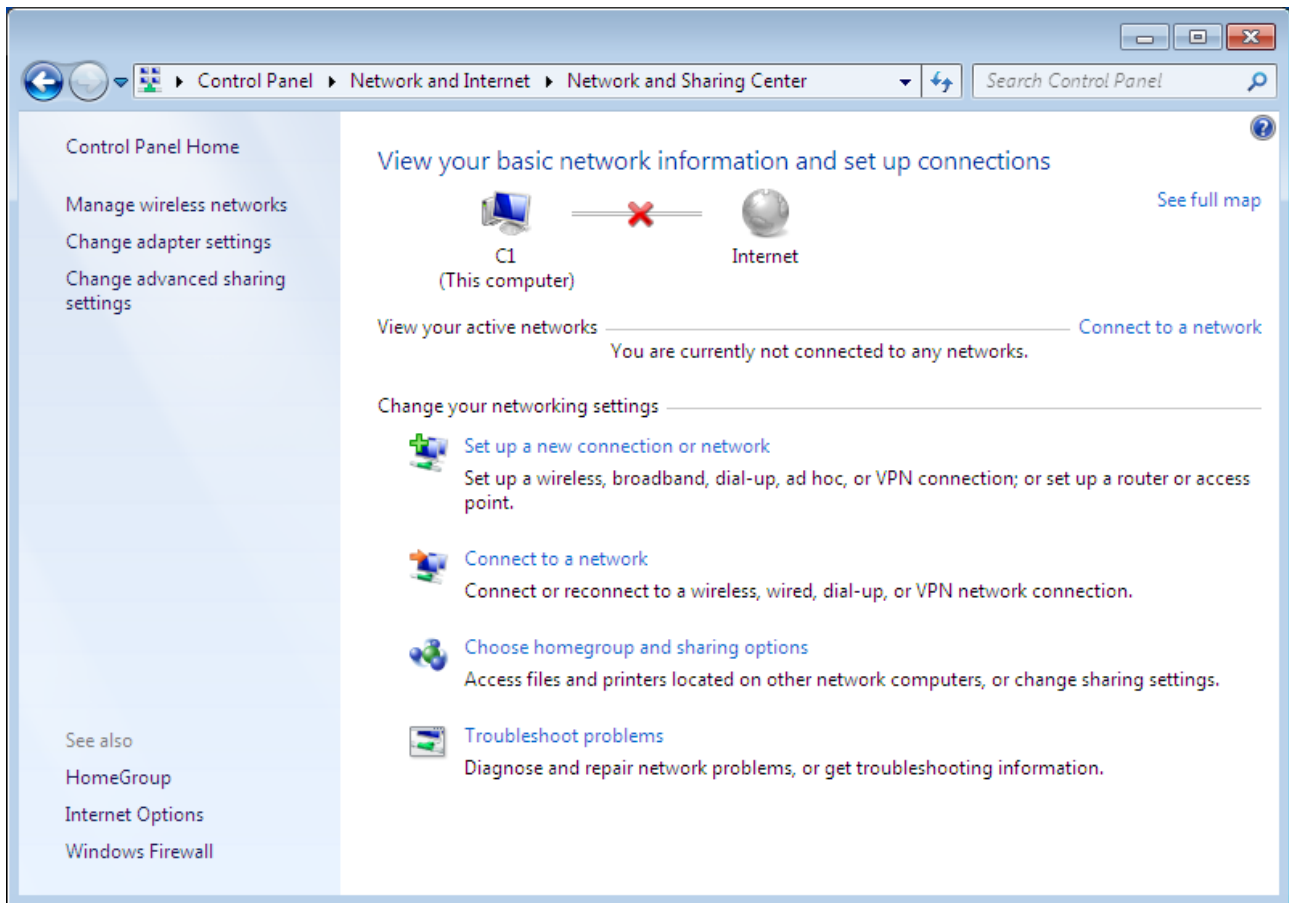 Control Panel ▸ Network and Internet ▸ Network and Sharing Center
Search Control Panel
Control Panel Home
Manage wireless networks
Change adapter settings
Change advanced sharing
settings
See also
HomeGroup
Internet Options
Windows Firewall
View your basic network information and set up connections
See full map
C1
(This computer)
Internet
View your active networks
Connect to a network
You are currently not connected to any networks.
Change your networking settings
Set up a new connection or network
Set up a wireless, broadband, dial-up, ad hoc, or VPN connection; or set up a router or access
point.
Connect to a network
Connect or reconnect to a wireless, wired, dial-up, or VPN network connection.
Choose homegroup and sharing options
Access files and printers located on other network computers, or change sharing settings.
Troubleshoot problems
Diagnose and repair network problems, or get troubleshooting information.